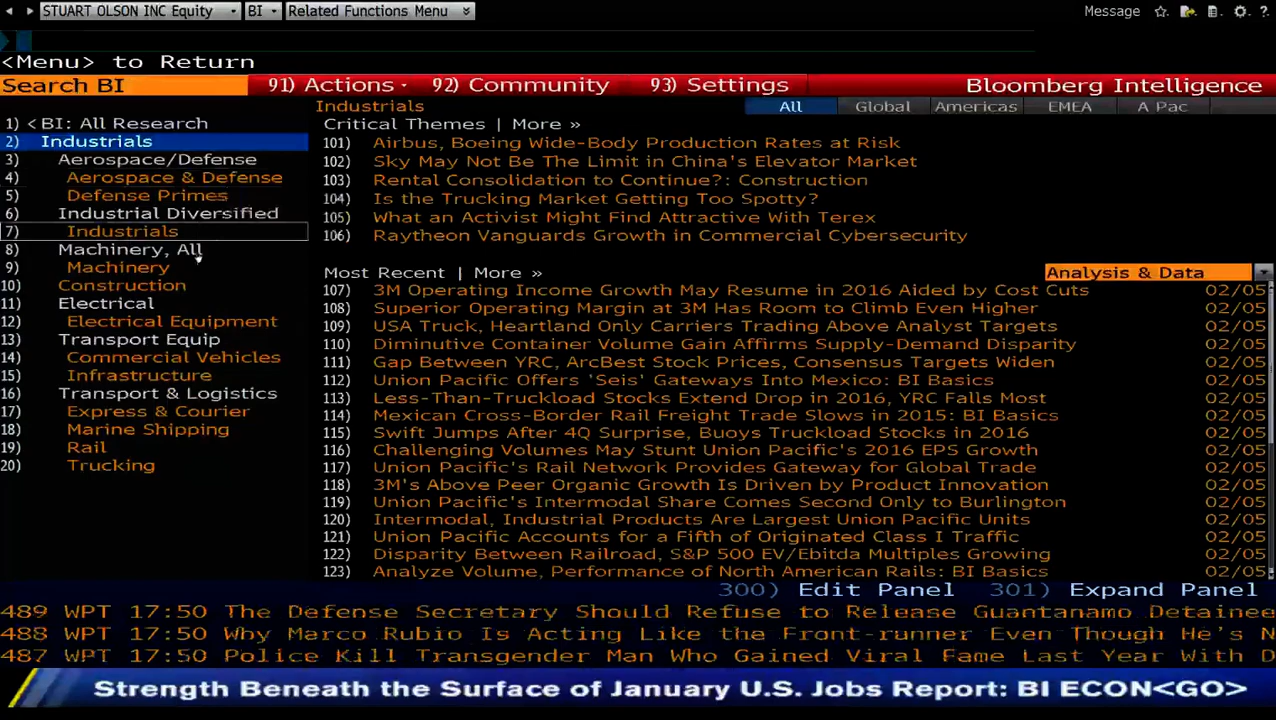 STUART OLSON INC Equity BI Related Functions Menu Message
<Menu> to Return
Search BI 91) Actions 92) Community 93) Settings Bloomberg Intelligence
Industrials All Global Americas EMEA A Pac
1) < BI: All Research
2) Industrials
3) Aerospace/Defense
4) Aerospace & Defense
5) Defense Primes
6) Industrial Diversified
7) Industrials
8) Machinery, All
9) Machinery
10) Construction
11) Electrical
12) Electrical Equipment
13) Transport Equip
14) Commercial Vehicles
15) Infrastructure
16) Transport & Logistics
17) Express & Courier
18) Marine Shipping
19) Rail
20) Trucking
Critical Themes | More »
101) Airbus, Boeing Wide-Body Production Rates at Risk
102) Sky May Not Be The Limit in China's Elevator Market
103) Rental Consolidation to Continue?: Construction
104) Is the Trucking Market Getting Too Spotty?
105) What an Activist Might Find Attractive With Terex
106) Raytheon Vanguards Growth in Commercial Cybersecurity
Most Recent | More » Analysis & Data
107) 3M Operating Income Growth May Resume in 2016 Aided by Cost Cuts 02/05
108) Superior Operating Margin at 3M Has Room to Climb Even Higher 02/05
109) USA Truck, Heartland Only Carriers Trading Above Analyst Targets 02/05
110) Diminutive Container Volume Gain Affirms Supply-Demand Disparity 02/05
111) Gap Between YRC, ArcBest Stock Prices, Consensus Targets Widen 02/05
112) Union Pacific Offers 'Seis' Gateways Into Mexico: BI Basics 02/05
113) Less-Than-Truckload Stocks Extend Drop in 2016, YRC Falls Most 02/05
114) Mexican Cross-Border Rail Freight Trade Slows in 2015: BI Basics 02/05
115) Swift Jumps After 4Q Surprise, Buoys Truckload Stocks in 2016 02/05
116) Challenging Volumes May Stunt Union Pacific's 2016 EPS Growth 02/05
117) Union Pacific's Rail Network Provides Gateway for Global Trade 02/05
118) 3M's Above Peer Organic Growth Is Driven by Product Innovation 02/05
119) Union Pacific's Intermodal Share Comes Second Only to Burlington 02/05
120) Intermodal, Industrial Products Are Largest Union Pacific Units 02/05
121) Union Pacific Accounts for a Fifth of Originated Class I Traffic 02/05
122) Disparity Between Railroad, S&P 500 EV/Ebitda Multiples Growing 02/05
123) Analyze Volume, Performance of North American Rails: BI Basics 02/05
300) Edit Panel 301) Expand Panel
489 WPT 17:50 The Defense Secretary Should Refuse to Release Guantanamo Detainee
488 WPT 17:50 Why Marco Rubio Is Acting Like the Front-runner Even Though He's N
487 WPT 17:50 Police Kill Transgender Man Who Gained Viral Fame Last Year With D
Strength Beneath the Surface of January U.S. Jobs Report: BI ECON<GO>